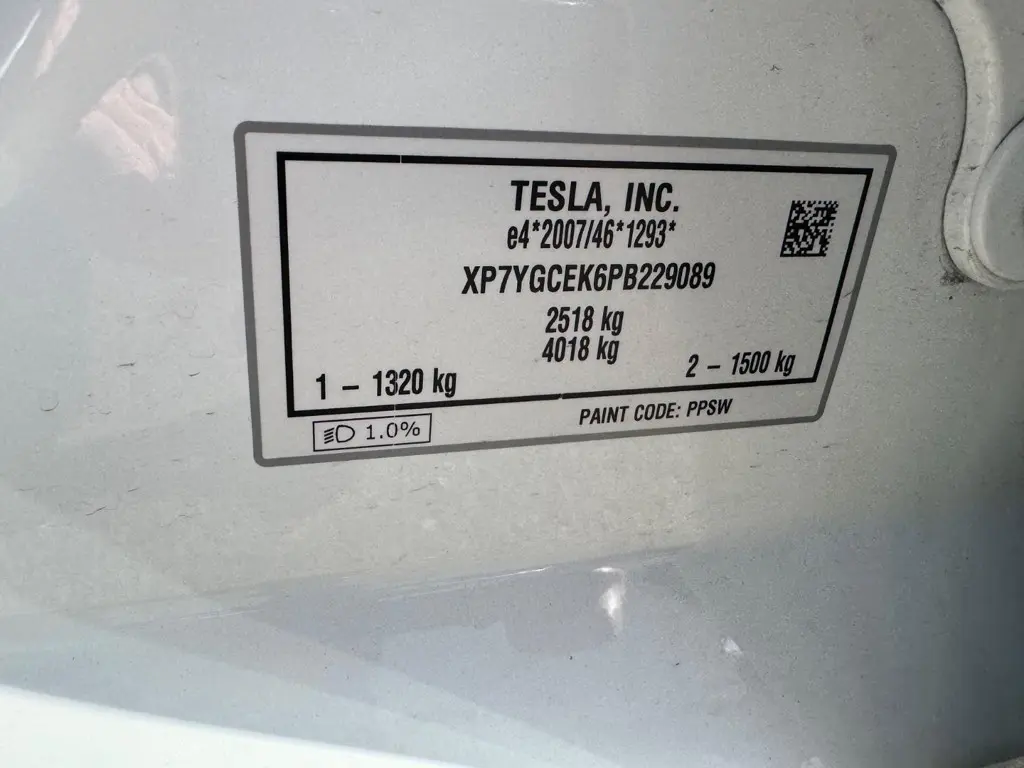 TESLA, INC.
e4*2007/46*1293*
XP7YGCEK6PB229089
2518 kg
4018 kg
1 – 1320 kg
2 – 1500 kg
1.0%
PAINT CODE: PPSW